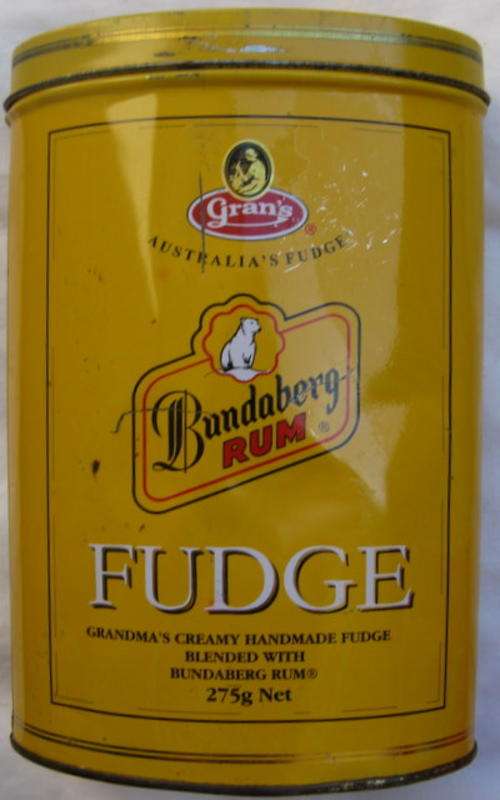 Gran's ®
AUSTRALIA'S FUDGE
Bundaberg
RUM ®
FUDGE
GRANDMA'S CREAMY HANDMADE FUDGE
BLENDED WITH
BUNDABERG RUM®
275g Net